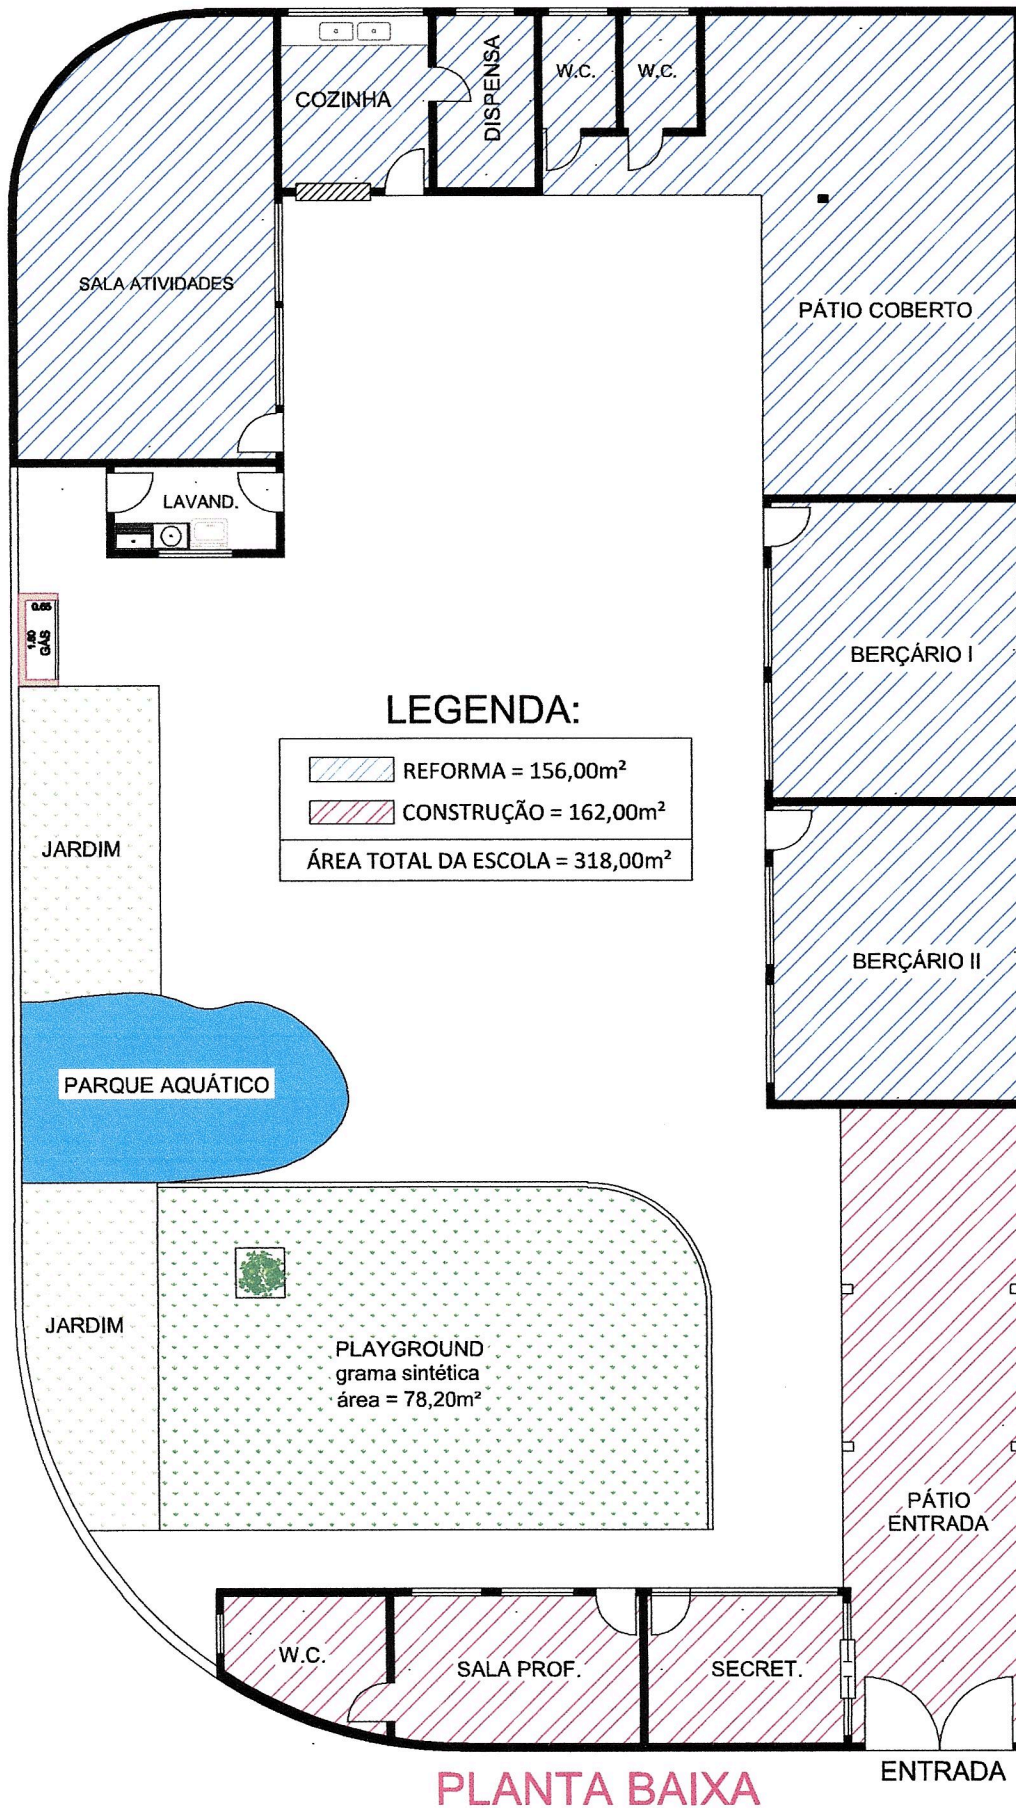 COZINHA
DISPENSA
W.C.
W.C.
SALA ATIVIDADES
PÁTIO COBERTO
LAVAND.
0.65
1.80
GÁS
BERÇÁRIO I
LEGENDA:
REFORMA = 156,00m²
CONSTRUÇÃO = 162,00m²
ÁREA TOTAL DA ESCOLA = 318,00m²
JARDIM
BERÇÁRIO II
PARQUE AQUÁTICO
JARDIM
PLAYGROUND
grama sintética
área = 78,20m²
PÁTIO
ENTRADA
W.C.
SALA PROF.
SECRET.
ENTRADA
PLANTA BAIXA